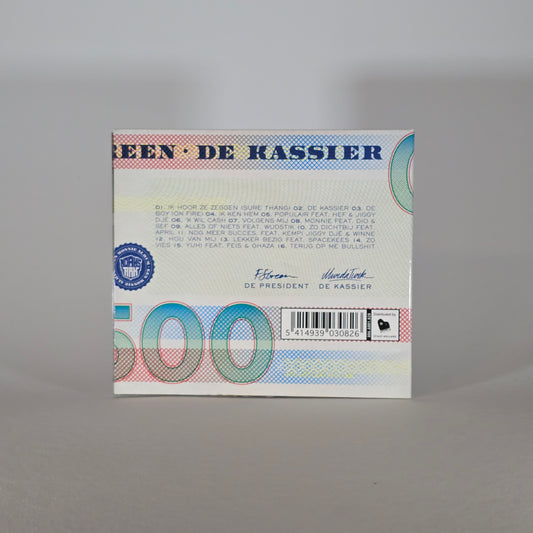 REEN · DE KASSIER
01. IK HOOR ZE ZEGGEN (SURE THANG) 02. DE KASSIER 03. DE
BOY (ON FIRE) 04. IK KEN HEM 05. POPULAIR FEAT. HEF & JIGGY
DJÉ 06. 'K WIL CASH 07. VOLGENS MIJ 08. MONNIE FEAT. DIO &
SEF 09. ALLES OF NIETS FEAT. WUDSTIK 10. ZO DICHTBIJ FEAT.
APRIL 11. NOG MEER SUCCES. FEAT. KEMPI, JIGGY DJÉ & WINNE
12. HOU VAN MIJ 13. LEKKER BEZIG FEAT. SPACEKEES 14. ZO
VIES 15. YUM! FEAT. FEIS & GHAZA 16. TERUG OP ME BULLSHIT
DE PRESIDENT DE KASSIER
5 414939 030826
500